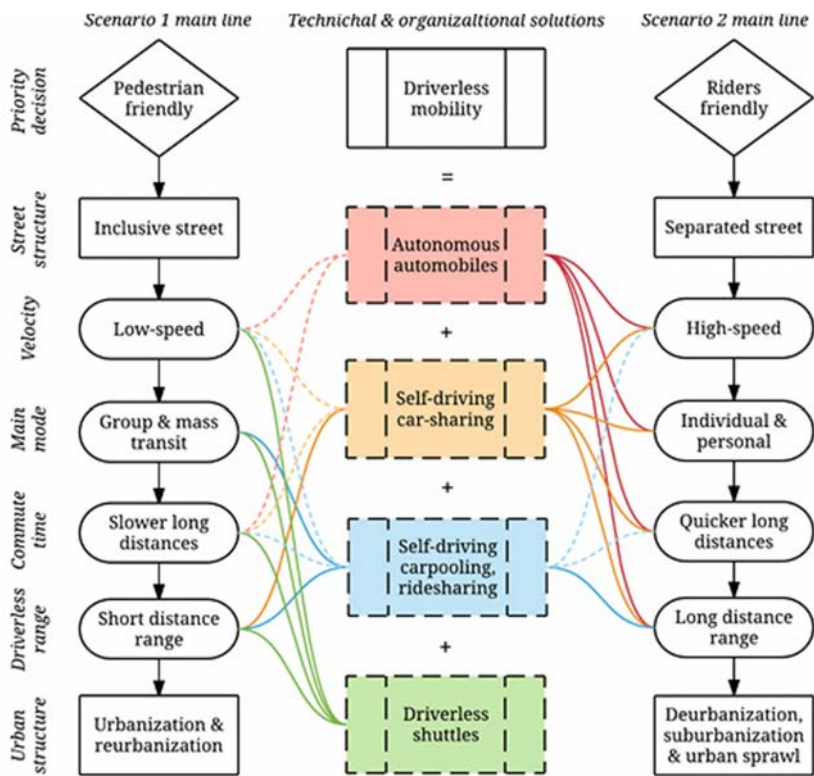 Scenario 1 main line
Technichal & organizaltional solutions
Scenario 2 main line
Priority
decision
Pedestrian
friendly
Driverless
mobility
Riders
friendly
=
Street
structure
Inclusive street
Autonomous
automobiles
Separated street
+
Velocity
Low-speed
High-speed
Self-driving
car-sharing
Main
mode
Group & mass
transit
Individual &
personal
+
Commute
time
Slower long
distances
Self-driving
carpooling,
ridesharing
Quicker long
distances
Driverless
range
Short distance
range
Long distance
range
+
Urban
structure
Urbanization &
reurbanization
Driverless
shuttles
Deurbanization,
suburbanization
& urban sprawl